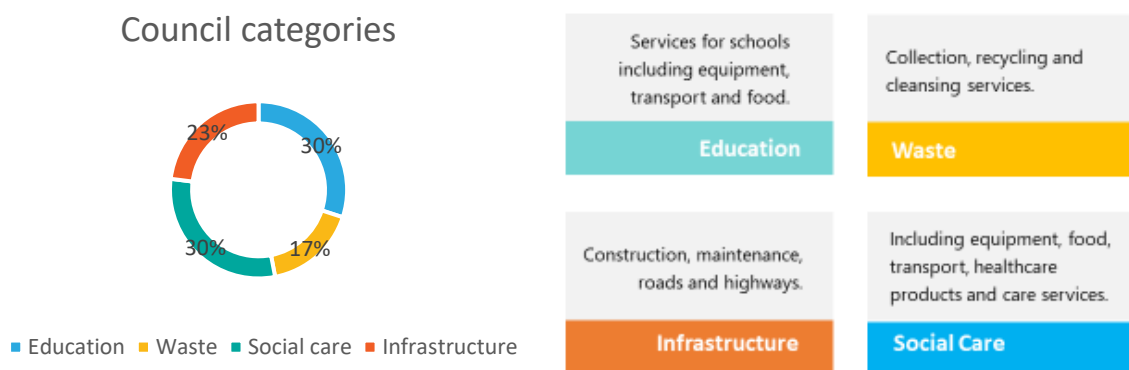 Council categories
23%
30%
30%
17%
Education Waste Social care Infrastructure
Services for schools
including equipment,
transport and food.
Education
Collection, recycling and
cleansing services.
Waste
Construction, maintenance,
roads and highways.
Infrastructure
Including equipment, food,
transport, healthcare
products and care services.
Social Care